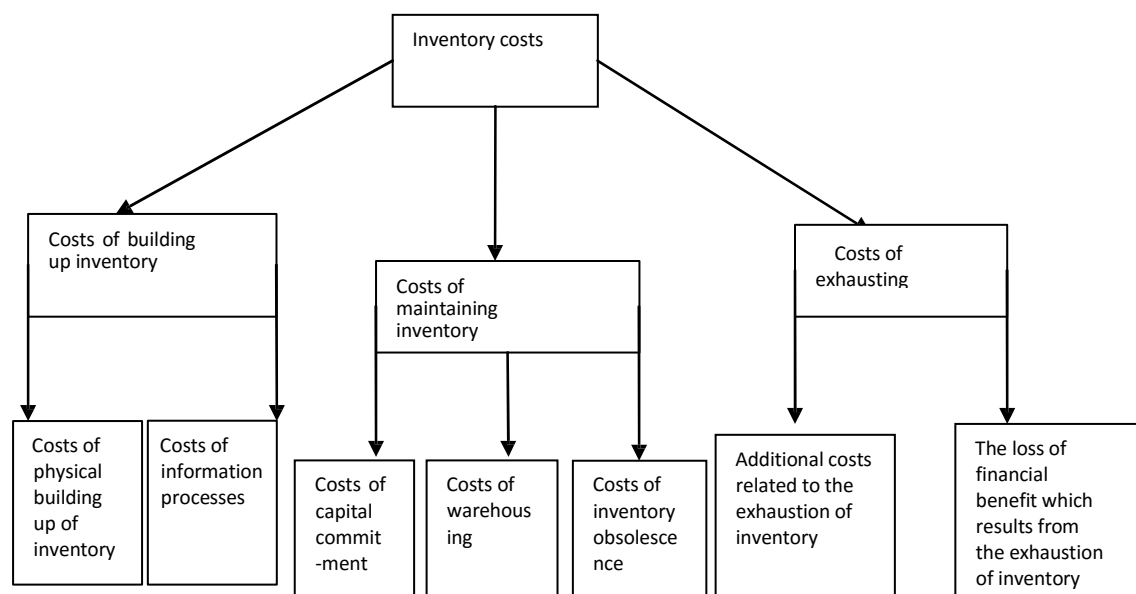 Inventory costs
Costs of building
up inventory
Costs of
maintaining
inventory
Costs of
exhausting
Costs of
physical
building
up of
inventory
Costs of
information
processes
Costs of
capital
commit
-ment
Costs of
warehous
ing
Costs of
inventory
obsolesce
nce
Additional costs
related to the
exhaustion of
inventory
The loss of
financial
benefit which
results from
the exhaustion
of inventory